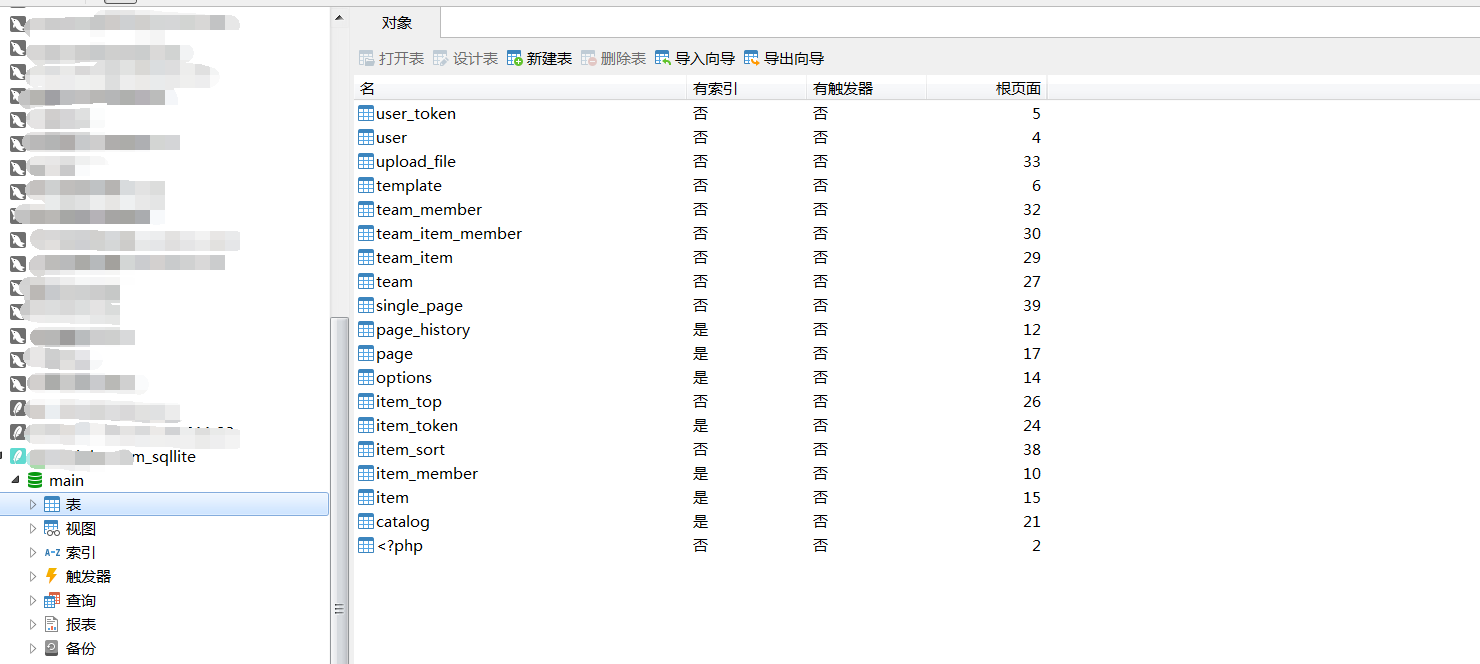 对象
打开表 设计表 新建表 删除表 导入向导 导出向导
名 有索引 有触发器 根页面
user_token 否 否 5
user 否 否 4
upload_file 否 否 33
template 否 否 6
team_member 否 否 32
team_item_member 否 否 30
team_item 否 否 29
team 否 否 27
single_page 否 否 39
page_history 是 否 12
page 是 否 17
options 是 否 14
item_top 否 否 26
item_token 是 否 24
item_sort 否 否 38
item_member 是 否 10
item 是 否 15
catalog 是 否 21
<?php 否 否 2
m_sqllite
main
表
视图
A-Z 索引
触发器
查询
报表
备份